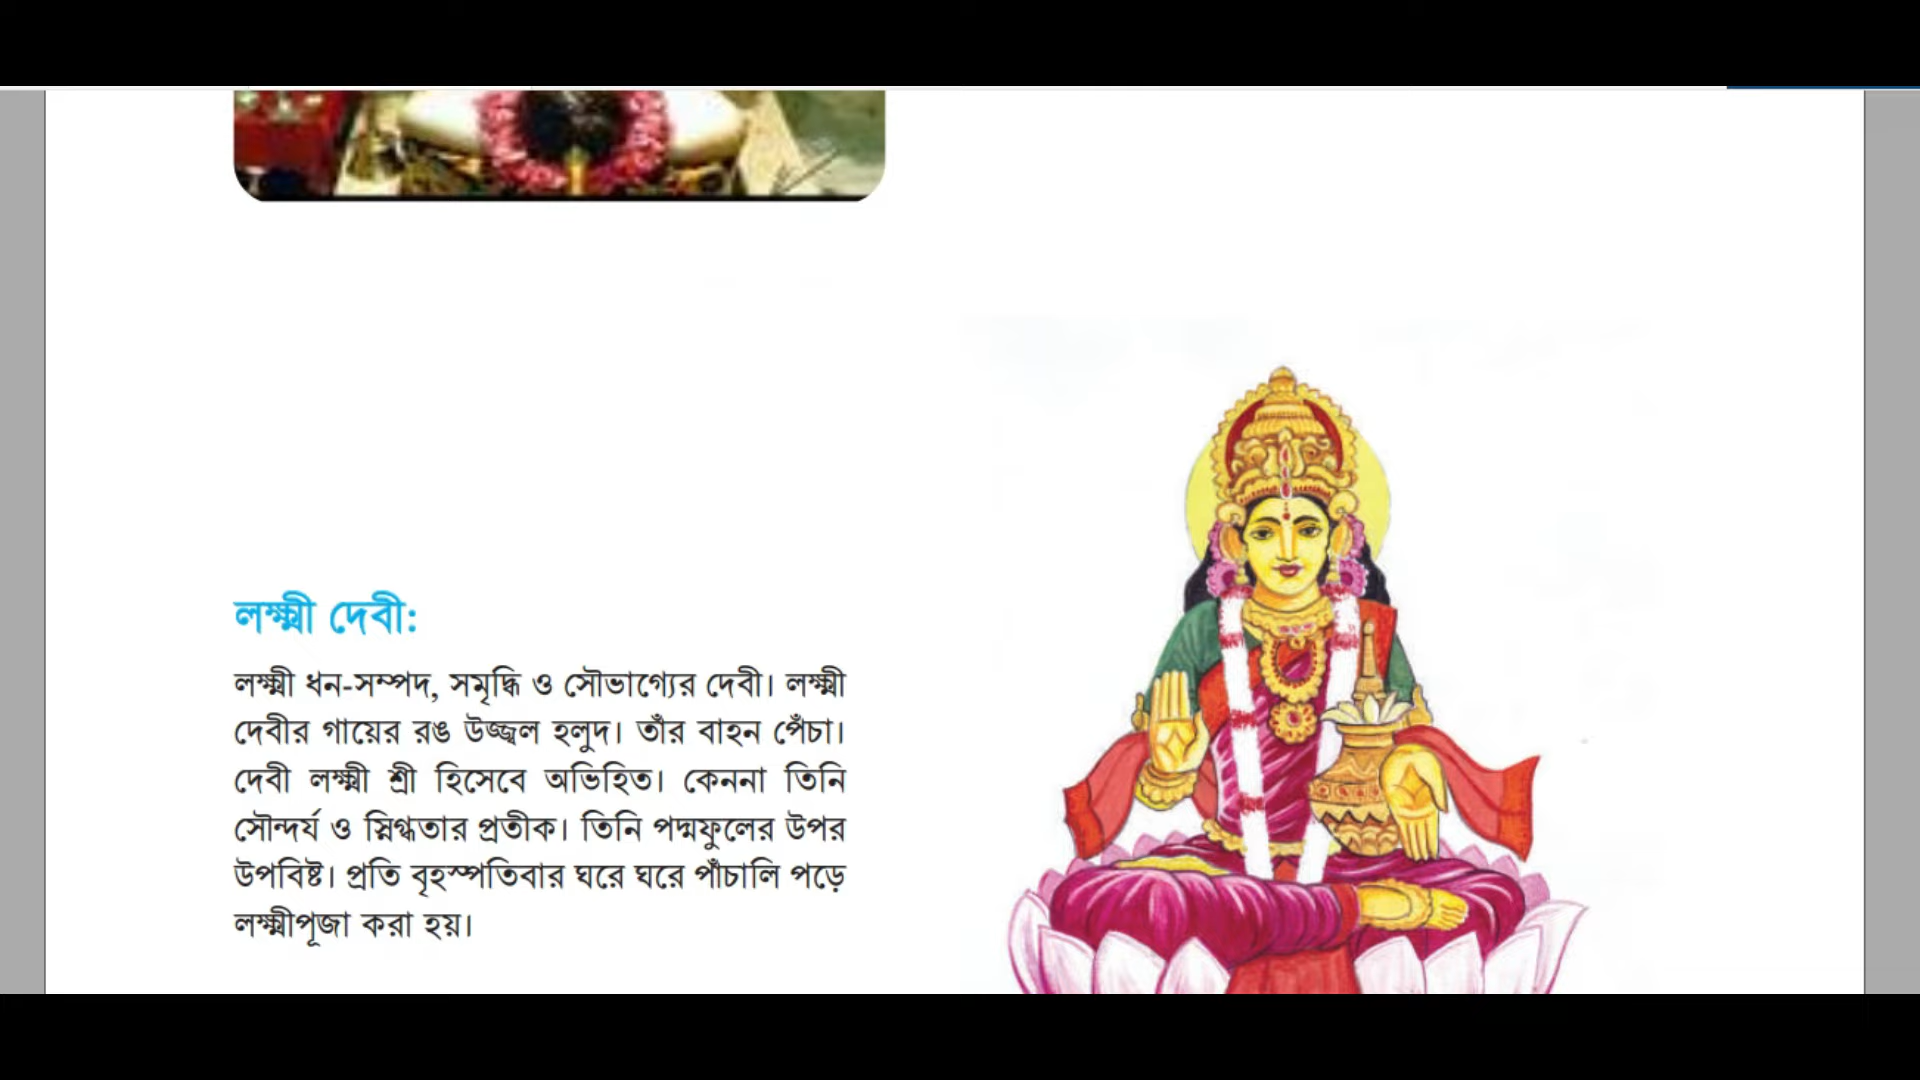 লক্ষ্মী দেবী:
লক্ষ্মী ধন-সম্পদ, সমৃদ্ধি ও সৌভাগ্যের দেবী। লক্ষ্মী
দেবীর গায়ের রঙ উজ্জ্বল হলুদ। তাঁর বাহন পেঁচা।
দেবী লক্ষ্মী শ্রী হিসেবে অভিহিত। কেননা তিনি
সৌন্দর্য ও স্নিগ্ধতার প্রতীক। তিনি পদ্মফুলের উপর
উপবিষ্ট। প্রতি বৃহস্পতিবার ঘরে ঘরে পাঁচালি পড়ে
লক্ষ্মীপূজা করা হয়।